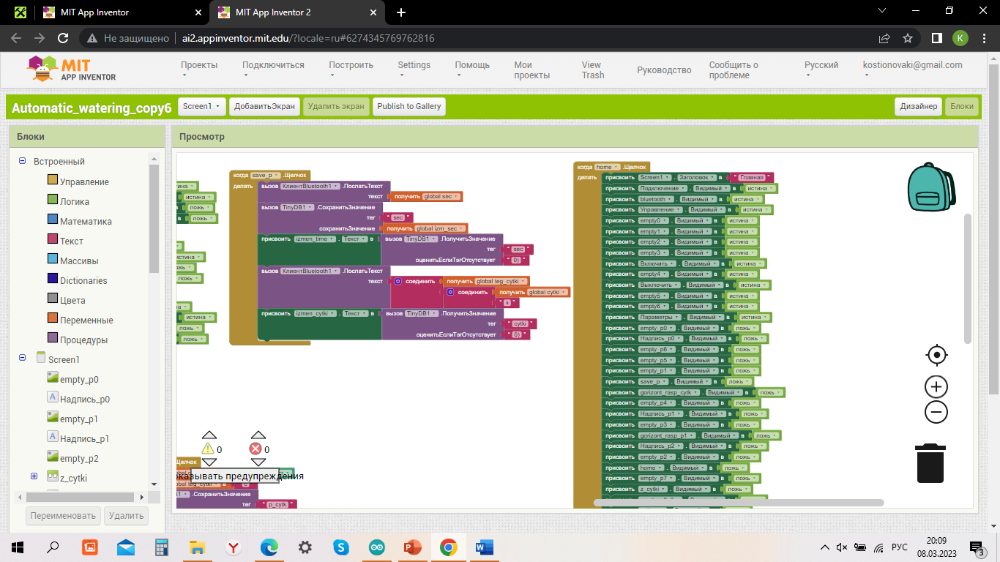 MIT App Inventor
MIT App Inventor 2
Не защищено
ai2.appinventor.mit.edu/?locale=ru#6274345769762816
К
MIT
APP INVENTOR
Проекты
Подключиться
Построить
Settings
Помощь
Мои
проекты
View
Trash
Руководство
Сообщить о
проблеме
Русский
kostionovaki@gmail.com
Automatic_watering_copy6
Screen1
ДобавитьЭкран
Удалить экран
Publish to Gallery
Дизайнер
Блоки
Блоки
Просмотр
Встроенный
Управление
Логика
Математика
Текст
Массивы
Dictionaries
Цвета
Переменные
Процедуры
Screen1
empty_p0
Надпись_p0
empty_p1
Надпись_p1
empty_p2
z_cytki
Переименовать
Удалить
истина
ложь
ложь
истина
ложь
истина
ложь
ложь
когда save_p .Щелчок
делать вызов КлиентBluetooth1 .ПослатьТекст
текст получить global sec
вызов TinyDB1 .СохранитьЗначение
тег " sec "
сохранитьЗначение получить global izm_sec
присвоить izmen_time . Текст в вызов TinyDB1 .ПолучитьЗначение
тег " sec "
оценитьЕслиТэгОтсутствует " 0) "
вызов КлиентBluetooth1 .ПослатьТекст
текст соединить получить global teg_cytki
соединить получить global cytki
" x "
присвоить izmen_cytki . Текст в вызов TinyDB1 .ПолучитьЗначение
тег " cytki "
оценитьЕслиТэгОтсутствует " 0) "
0
0
Щелчок
СохранитьЗначение
тег " p_cytk "
когда home .Щелчок
делать присвоить Screen1 . Заголовок в " Главная "
присвоить Подключение . Видимый в истина
присвоить bluetooth . Видимый в истина
присвоить Управление . Видимый в истина
присвоить empty0 . Видимый в истина
присвоить empty1 . Видимый в истина
присвоить empty2 . Видимый в истина
присвоить empty3 . Видимый в истина
присвоить Включить . Видимый в истина
присвоить empty4 . Видимый в истина
присвоить Выключить . Видимый в истина
присвоить empty5 . Видимый в истина
присвоить empty6 . Видимый в истина
присвоить Параметры . Видимый в истина
присвоить empty_p0 . Видимый в ложь
присвоить Надпись_p0 . Видимый в ложь
присвоить empty_p6 . Видимый в ложь
присвоить empty_p5 . Видимый в ложь
присвоить empty_p1 . Видимый в ложь
присвоить save_p . Видимый в ложь
присвоить gorizont_rasp_cytk . Видимый в ложь
присвоить empty_p4 . Видимый в ложь
присвоить Надпись_p1 . Видимый в ложь
присвоить empty_p3 . Видимый в ложь
присвоить gorizont_rasp_p1 . Видимый в ложь
присвоить Надпись_p2 . Видимый в ложь
присвоить empty_p2 . Видимый в ложь
присвоить home . Видимый в ложь
присвоить empty_p7 . Видимый в ложь
присвоить z_cytki . Видимый в ложь
РУС
20:09
08.03.2023
3